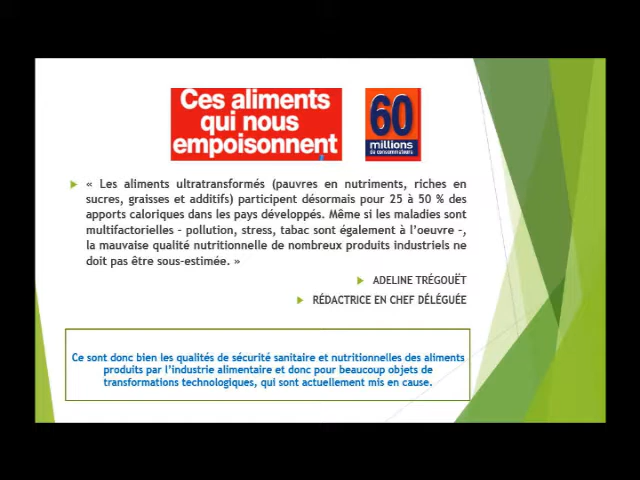 Ces aliments
qui nous
empoisonnent
60
millions
de consommateurs
« Les aliments ultratransformés (pauvres en nutriments, riches en
sucres, graisses et additifs) participent désormais pour 25 à 50 % des
apports caloriques dans les pays développés. Même si les maladies sont
multifactorielles – pollution, stress, tabac sont également à l'oeuvre –,
la mauvaise qualité nutritionnelle de nombreux produits industriels ne
doit pas être sous-estimée. »
ADELINE TRÉGOUËT
RÉDACTRICE EN CHEF DÉLÉGUÉE
Ce sont donc bien les qualités de sécurité sanitaire et nutritionnelles des aliments
produits par l'industrie alimentaire et donc pour beaucoup objets de
transformations technologiques, qui sont actuellement mis en cause.